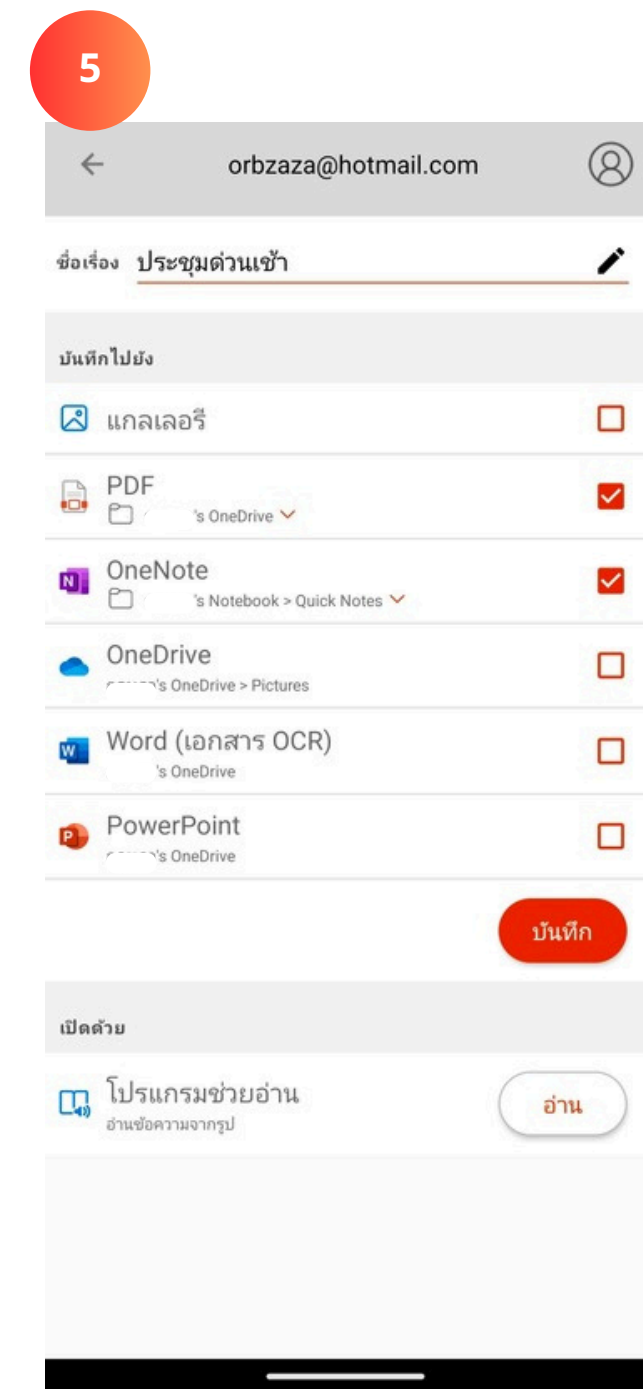 5
orbzaza@hotmail.com
ชื่อเรื่อง ประชุมด่วนเช้า
บันทึกไปยัง
แกลเลอรี
PDF
's OneDrive
OneNote
's Notebook > Quick Notes
OneDrive
's OneDrive > Pictures
Word (เอกสาร OCR)
's OneDrive
PowerPoint
's OneDrive
บันทึก
เปิดด้วย
โปรแกรมช่วยอ่าน
อ่านข้อความจากรูป
อ่าน